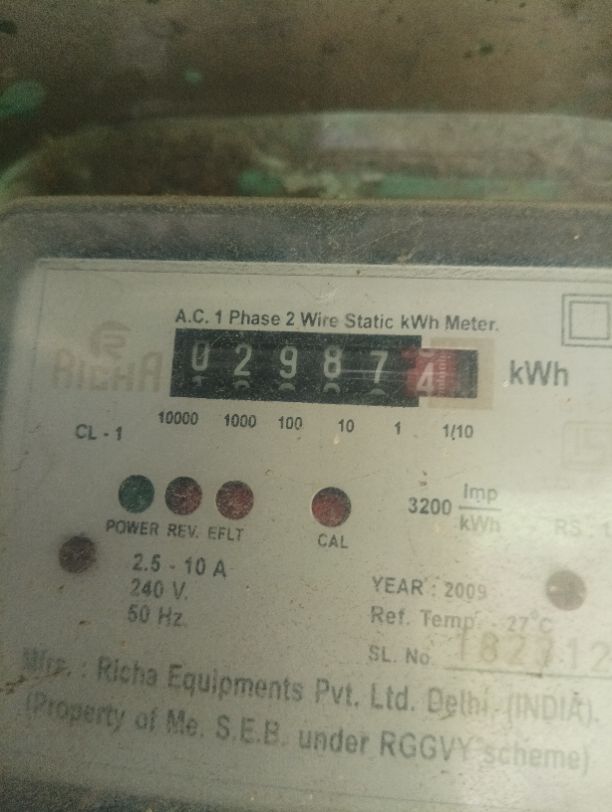 A.C. 1 Phase 2 Wire Static kWh Meter.
RICHA
0 2 9 8 7 4 kWh
CL - 1 10000 1000 100 10 1 1/10
3200 Imp/kWh
POWER REV. EFLT CAL
2.5 - 10 A
240 V.
50 Hz.
YEAR : 2009
Ref. Temp. - 27°C
SL. No.
Mfrs. : Richa Equipments Pvt. Ltd. Delhi, (INDIA).
(Property of Me. S.E.B. under RGGVY scheme)